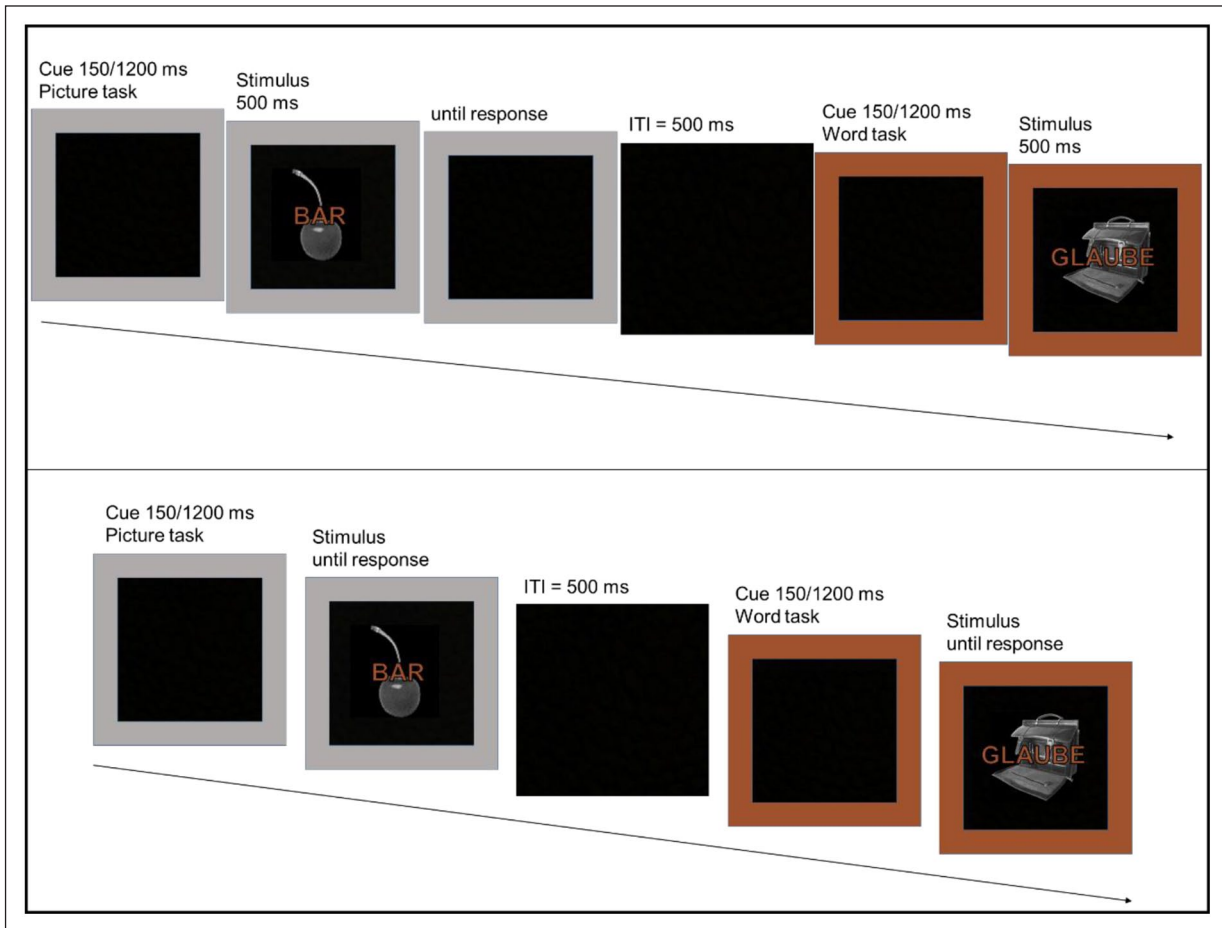 Cue 150/1200 ms
Picture task
Stimulus
500 ms
until response
ITI = 500 ms
Cue 150/1200 ms
Word task
Stimulus
500 ms
BAR
GLAUBE
Cue 150/1200 ms
Picture task
Stimulus
until response
ITI = 500 ms
Cue 150/1200 ms
Word task
Stimulus
until response
BAR
GLAUBE